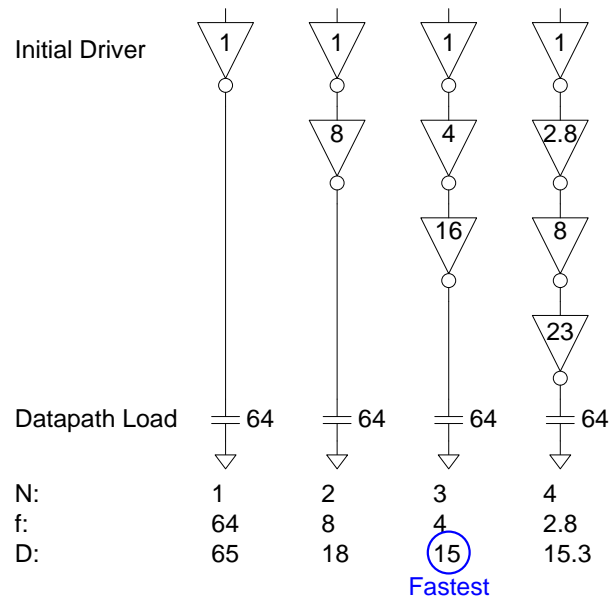 Initial Driver 1 1 1 1
8 4 2.8
16 8
23
Datapath Load 64 64 64 64
N: 1 2 3 4
f: 64 8 4 2.8
D: 65 18 15 15.3
Fastest